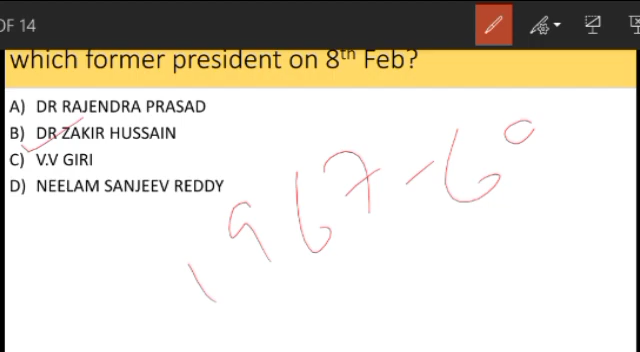 OF 14
which former president on 8th Feb?
A) DR RAJENDRA PRASAD
B) DR ZAKIR HUSSAIN
C) V.V GIRI
D) NEELAM SANJEEV REDDY
1967-6